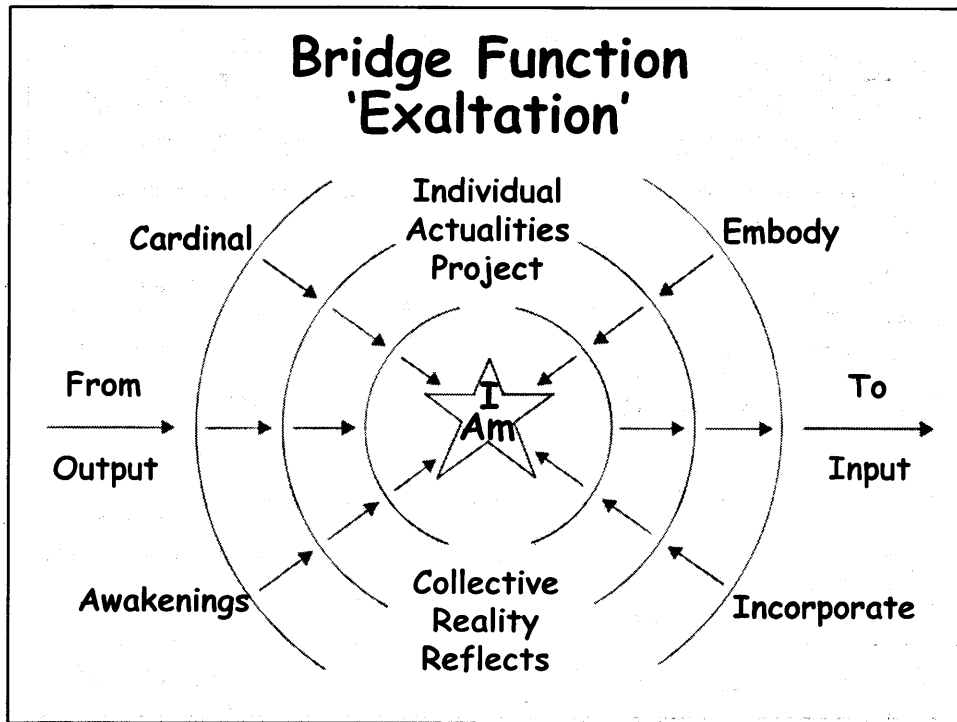 Bridge Function
'Exaltation'
Individual
Actualities
Project
Cardinal
Embody
From
Output
I
Am
To
Input
Awakenings
Incorporate
Collective
Reality
Reflects